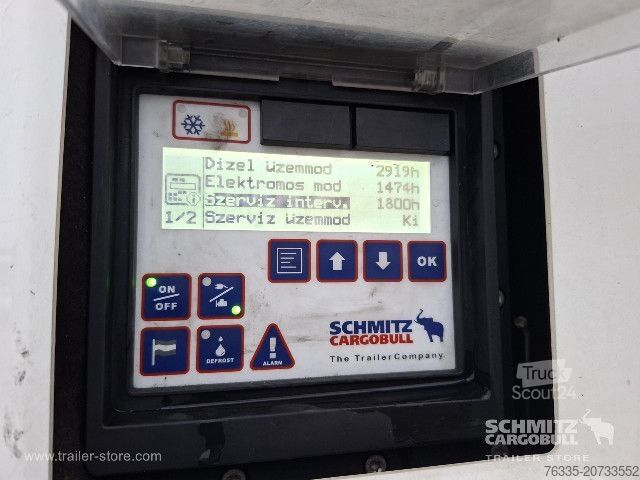 Dizel üzemmod 2919h
Elektromos mod 1474h
Szerviz interv. 1800h
1/2 Szerviz üzemmod Ki
OK
ON
OFF
DEFROST
ALARM
SCHMITZ
CARGOBULL
The TrailerCompany.
Truck
Scout24
SCHMITZ
CARGOBULL
TRAILER STORE
www.trailer-store.com
76335-20733552